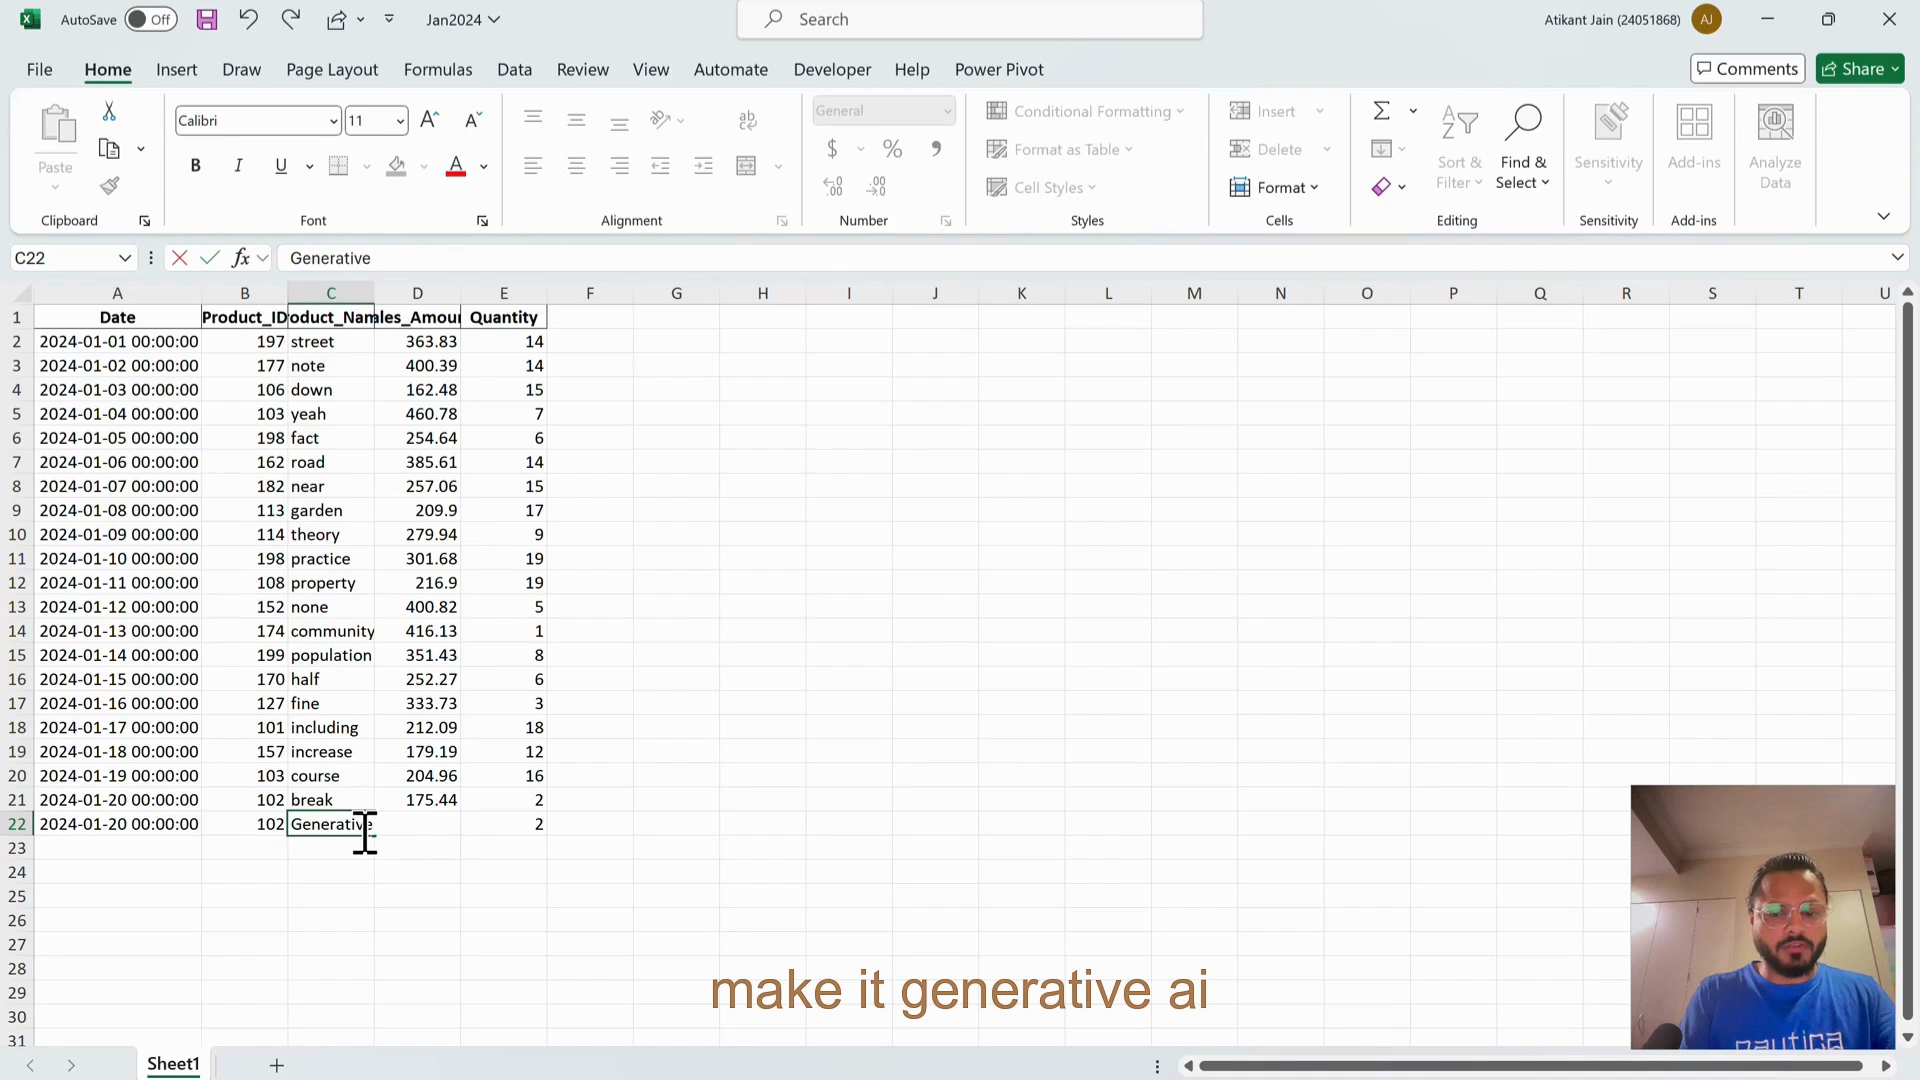 AutoSave Off Jan2024 Search Atikant Jain (24051868) AJ
File Home Insert Draw Page Layout Formulas Data Review View Automate Developer Help Power Pivot Comments Share
Calibri 11 General Conditional Formatting Insert
Paste B I U A $ % Format as Table Delete Sort & Filter Find & Select Sensitivity Add-ins Analyze Data
Cell Styles Format
Clipboard Font Alignment Number Styles Cells Editing Sensitivity Add-ins
C22 fx Generative
A B C D E F G H I J K L M N O P Q R S T U
1 Date Product_ID roduct_Nam ales_Amour Quantity
2 2024-01-01 00:00:00 197 street 363.83 14
3 2024-01-02 00:00:00 177 note 400.39 14
4 2024-01-03 00:00:00 106 down 162.48 15
5 2024-01-04 00:00:00 103 yeah 460.78 7
6 2024-01-05 00:00:00 198 fact 254.64 6
7 2024-01-06 00:00:00 162 road 385.61 14
8 2024-01-07 00:00:00 182 near 257.06 15
9 2024-01-08 00:00:00 113 garden 209.9 17
10 2024-01-09 00:00:00 114 theory 279.94 9
11 2024-01-10 00:00:00 198 practice 301.68 19
12 2024-01-11 00:00:00 108 property 216.9 19
13 2024-01-12 00:00:00 152 none 400.82 5
14 2024-01-13 00:00:00 174 community 416.13 1
15 2024-01-14 00:00:00 199 population 351.43 8
16 2024-01-15 00:00:00 170 half 252.27 6
17 2024-01-16 00:00:00 127 fine 333.73 3
18 2024-01-17 00:00:00 101 including 212.09 18
19 2024-01-18 00:00:00 157 increase 179.19 12
20 2024-01-19 00:00:00 103 course 204.96 16
21 2024-01-20 00:00:00 102 break 175.44 2
22 2024-01-20 00:00:00 102 Generative 2
23
24
25
26
27
28
29
30
31
make it generative ai
nautica
Sheet1